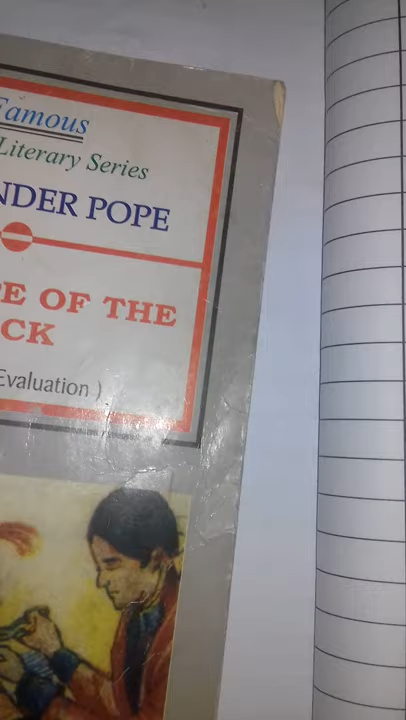 Famous
Literary Series
NDER POPE
E OF THE
CK
Evaluation )